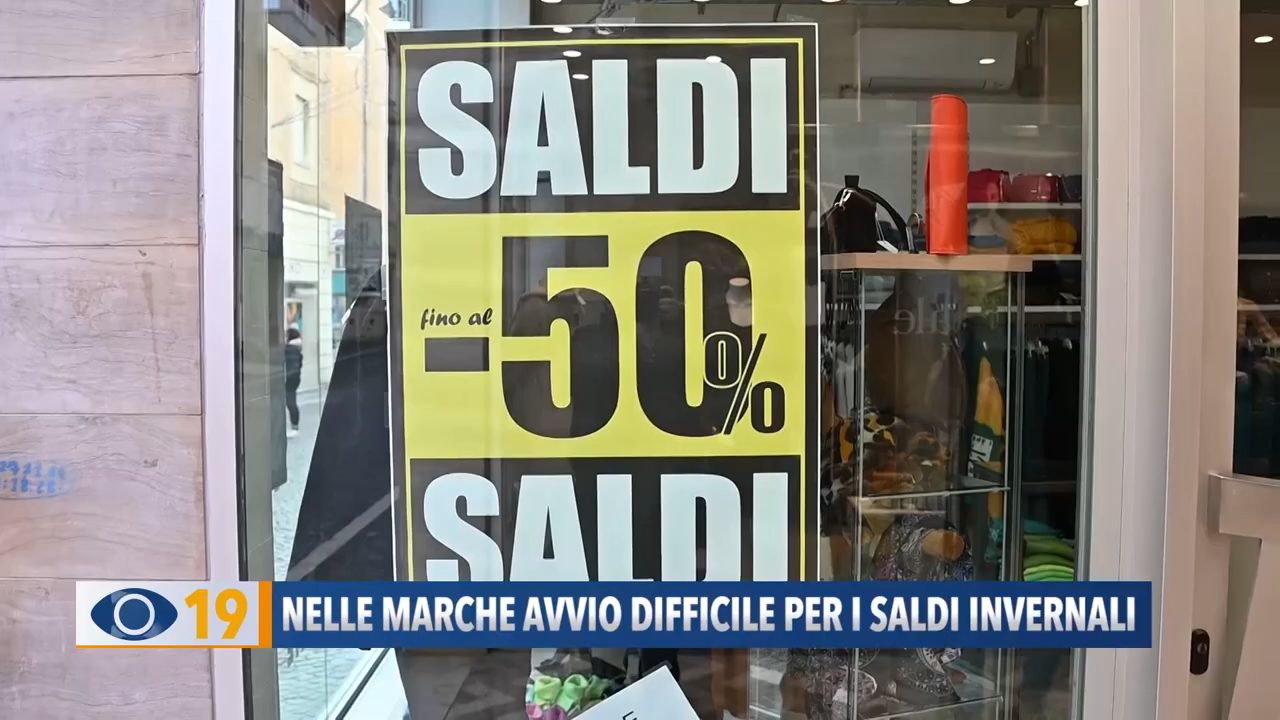 SALDI
fino al
-50%
SALDI
19
NELLE MARCHE AVVIO DIFFICILE PER I SALDI INVERNALI